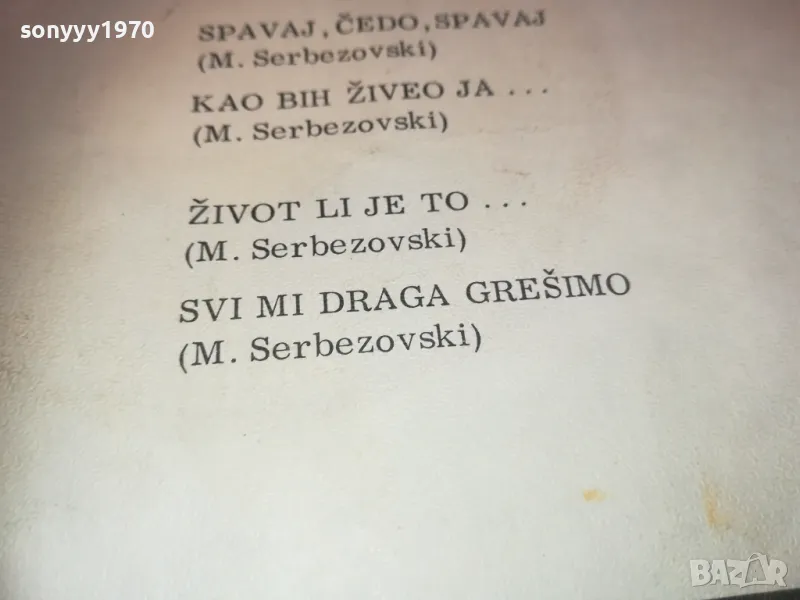 sonyyy1970
SPAVAJ, ČEDO, SPAVAJ
(M. Serbezovski)
KAO BIH ŽIVEO JA ...
(M. Serbezovski)
ŽIVOT LI JE TO ...
(M. Serbezovski)
SVI MI DRAGA GREŠIMO
(M. Serbezovski)
BAZAR